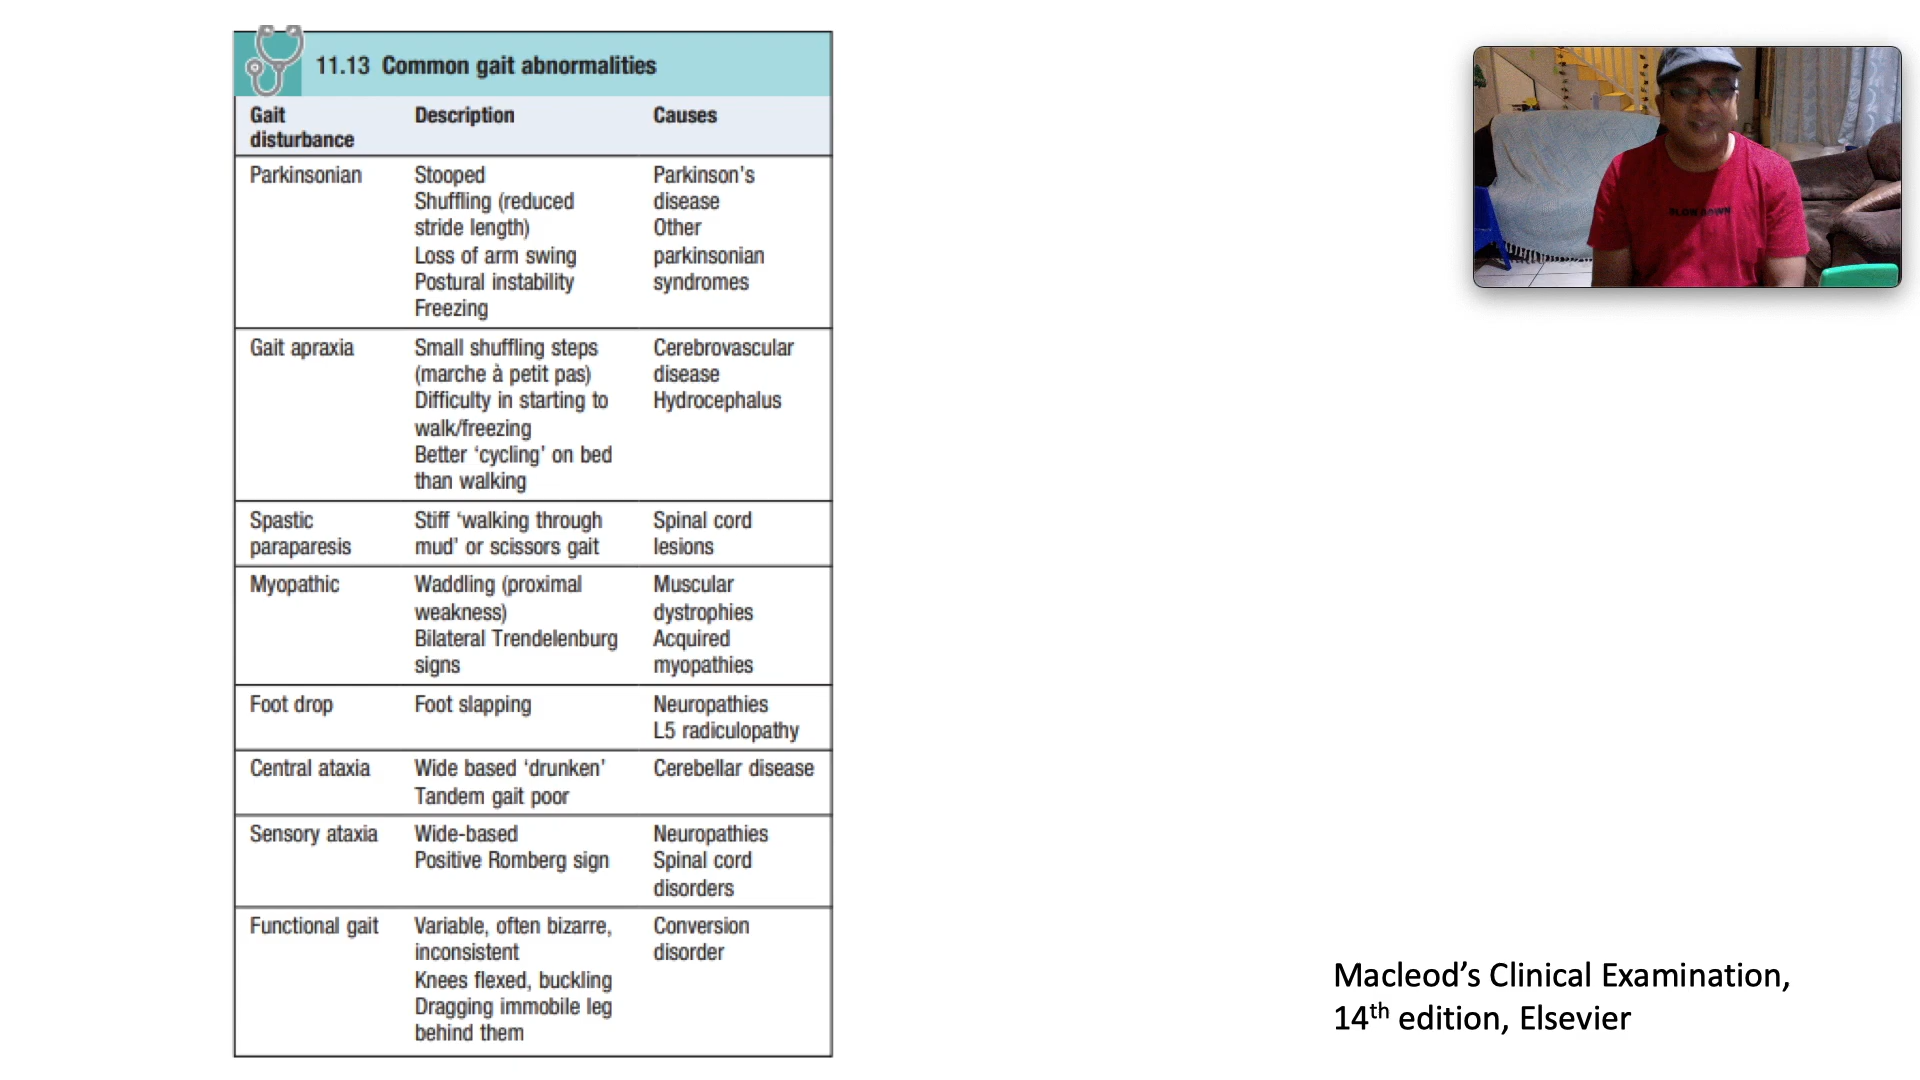 11.13 Common gait abnormalities
Gait disturbance
Description
Causes
Parkinsonian
Stooped
Shuffling (reduced
stride length)
Loss of arm swing
Postural instability
Freezing
Parkinson's
disease
Other
parkinsonian
syndromes
Gait apraxia
Small shuffling steps
(marche à petit pas)
Difficulty in starting to
walk/freezing
Better ‘cycling’ on bed
than walking
Cerebrovascular
disease
Hydrocephalus
Spastic
paraparesis
Stiff ‘walking through
mud’ or scissors gait
Spinal cord
lesions
Myopathic
Waddling (proximal
weakness)
Bilateral Trendelenburg
signs
Muscular
dystrophies
Acquired
myopathies
Foot drop
Foot slapping
Neuropathies
L5 radiculopathy
Central ataxia
Wide based ‘drunken’
Tandem gait poor
Cerebellar disease
Sensory ataxia
Wide-based
Positive Romberg sign
Neuropathies
Spinal cord
disorders
Functional gait
Variable, often bizarre,
inconsistent
Knees flexed, buckling
Dragging immobile leg
behind them
Conversion
disorder
SLOW DOWN
Macleod’s Clinical Examination,
14th edition, Elsevier